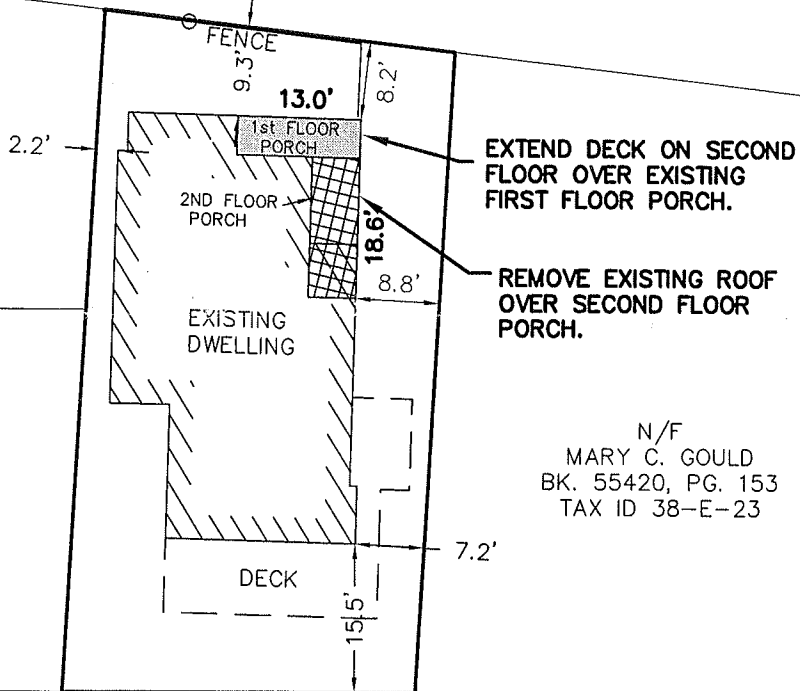 FENCE
9.3'
8.2'
13.0'
1st FLOOR
PORCH
2.2'
EXTEND DECK ON SECOND
FLOOR OVER EXISTING
FIRST FLOOR PORCH.
2ND FLOOR
PORCH
18.6'
8.8'
REMOVE EXISTING ROOF
OVER SECOND FLOOR
PORCH.
EXISTING
DWELLING
N/F
MARY C. GOULD
BK. 55420, PG. 153
TAX ID 38-E-23
7.2'
DECK
15.5'